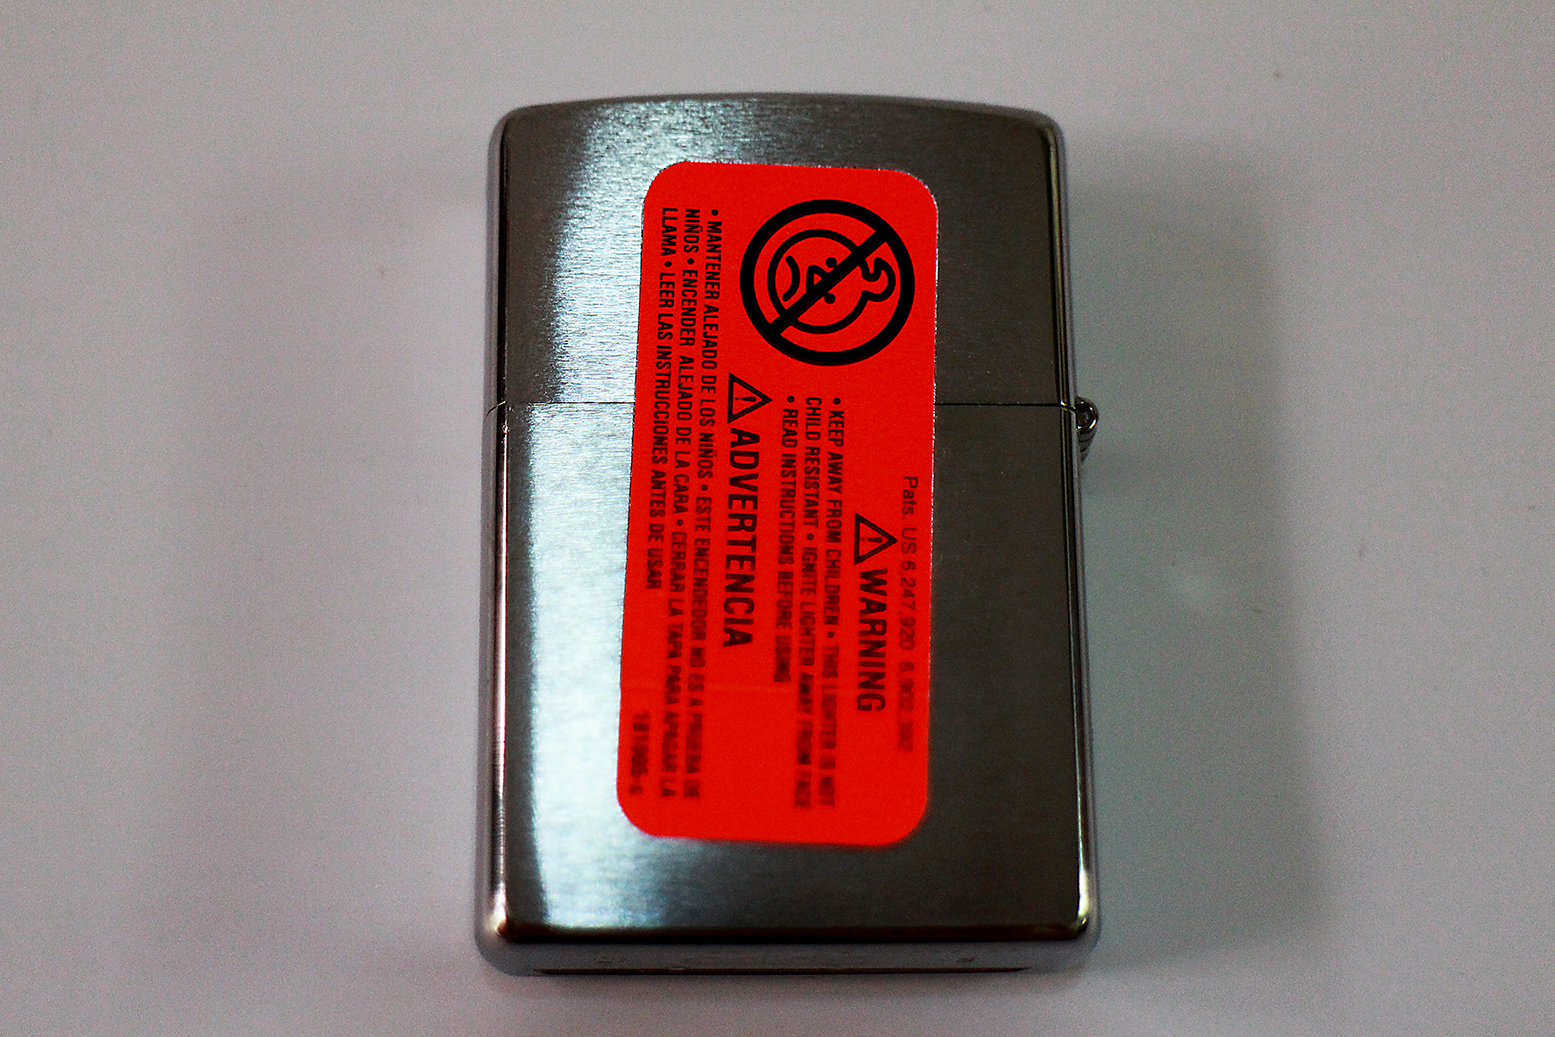 Pats. US 6,247,920 6,902,392
WARNING
• KEEP AWAY FROM CHILDREN • THIS LIGHTER IS NOT
CHILD RESISTANT • IGNITE LIGHTER AWAY FROM FACE
• READ INSTRUCTIONS BEFORE USING
ADVERTENCIA
• MANTENER ALEJADO DE LOS NIÑOS • ESTE ENCENDEDOR NO ES A PRUEBA DE
NIÑOS • ENCENDER ALEJADO DE LA CARA • CERRAR LA TAPA PARA APAGAR LA
LLAMA • LEER LAS INSTRUCCIONES ANTES DE USAR